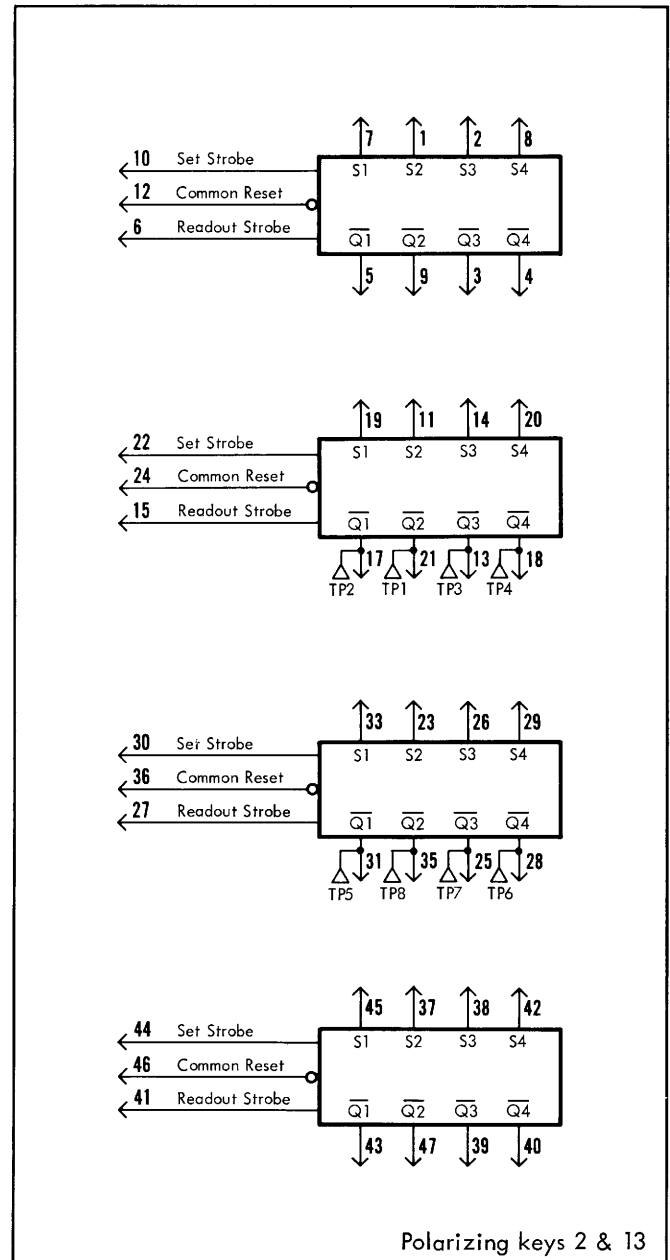 7 1 2 8
10 Set Strobe S1 S2 S3 S4
12 Common Reset
6 Readout Strobe Q1 Q2 Q3 Q4
5 9 3 4
19 11 14 20
22 Set Strobe S1 S2 S3 S4
24 Common Reset
15 Readout Strobe Q1 Q2 Q3 Q4
17 21 13 18
TP2 TP1 TP3 TP4
33 23 26 29
30 Set Strobe S1 S2 S3 S4
36 Common Reset
27 Readout Strobe Q1 Q2 Q3 Q4
31 35 25 28
TP5 TP8 TP7 TP6
45 37 38 42
44 Set Strobe S1 S2 S3 S4
46 Common Reset
41 Readout Strobe Q1 Q2 Q3 Q4
43 47 39 40
Polarizing keys 2 & 13